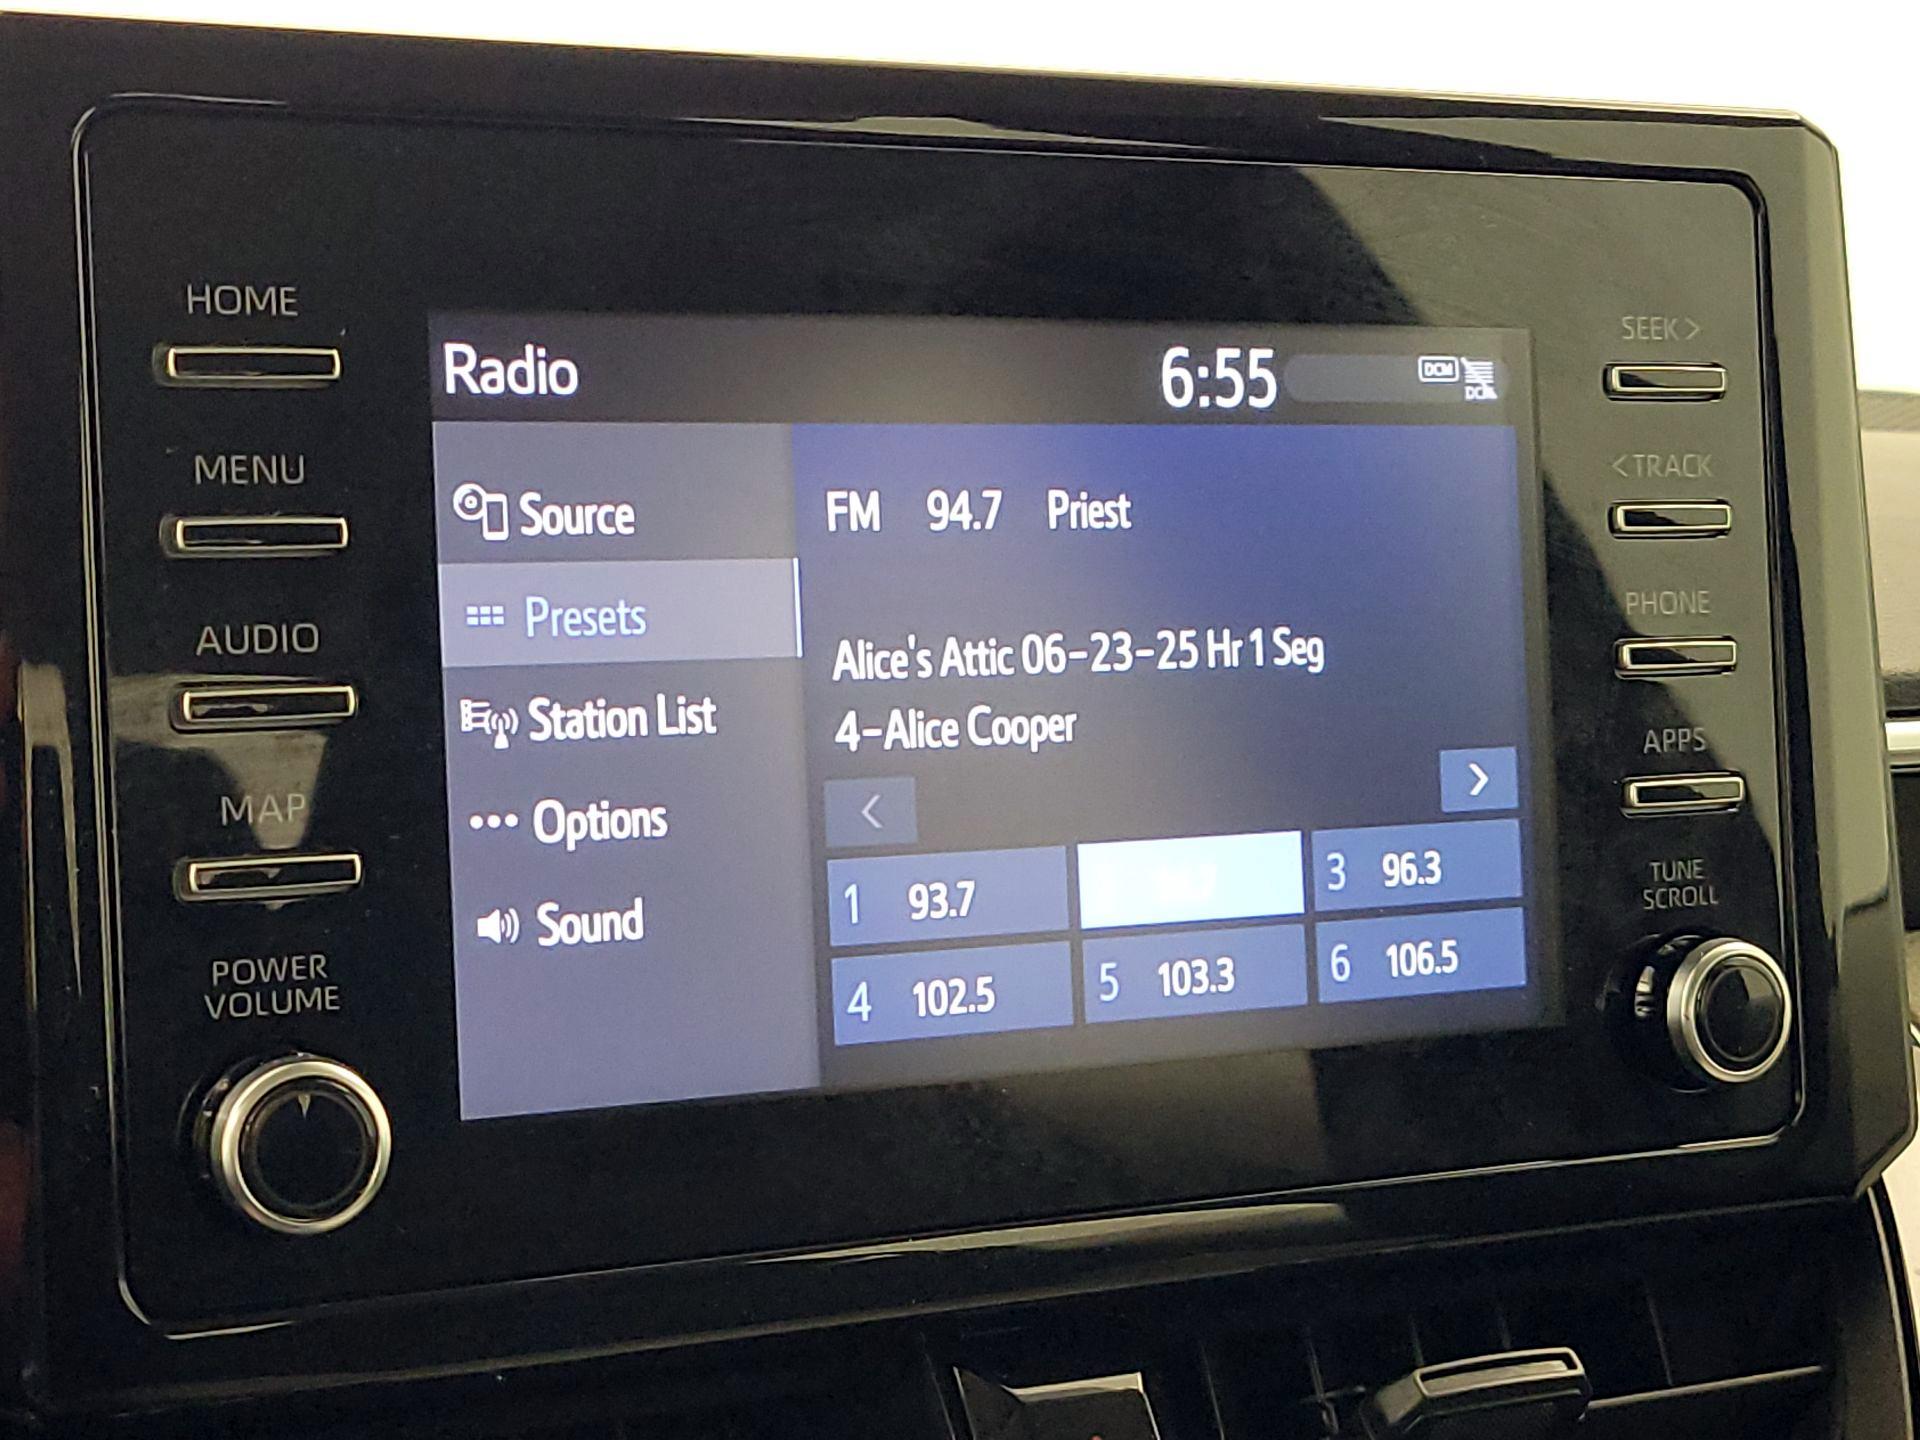 HOME
MENU
AUDIO
MAP
POWER
VOLUME
Radio
6:55
DCM
Source
Presets
Station List
Options
Sound
FM 94.7 Priest
Alice's Attic 06-23-25 Hr 1 Seg
4-Alice Cooper
<
>
1 93.7
3 96.3
4 102.5
5 103.3
6 106.5
SEEK >
< TRACK
PHONE
APPS
TUNE
SCROLL